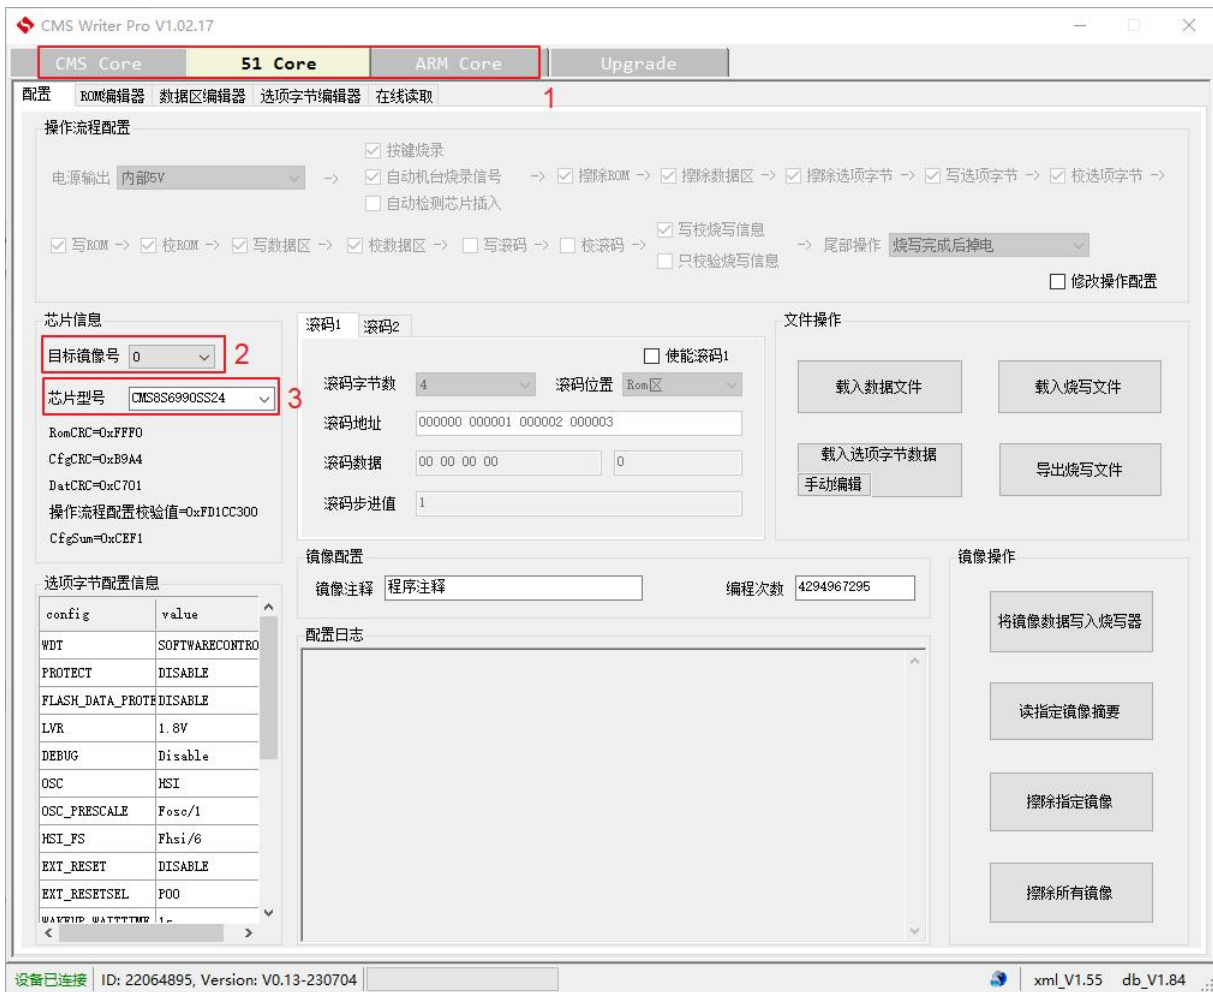 CMS Writer Pro V1.02.17
CMS Core 51 Core ARM Core Upgrade
1
配置 ROM编辑器 数据区编辑器 选项字节编辑器 在线读取
操作流程配置
按键烧录
电源输出 内部5V -> 自动机台烧录信号 -> 擦除ROM -> 擦除数据区 -> 擦除选项字节 -> 写选项字节 -> 校选项字节 ->
自动检测芯片插入
写校烧写信息
写ROM -> 校ROM -> 写数据区 -> 校数据区 -> 写滚码 -> 校滚码 -> -> 尾部操作 烧写完成后掉电
只校验烧写信息
修改操作配置
芯片信息
目标镜像号 0 2
芯片型号 CMS8S6990SS24 3
RomCRC=0xFFF0
CfgCRC=0xB9A4
DatCRC=0xC701
操作流程配置校验值=0xFD1CC300
CfgSum=0xCEF1
滚码1 滚码2
使能滚码1
滚码字节数 4 滚码位置 Rom区
滚码地址 000000 000001 000002 000003
滚码数据 00 00 00 00 0
滚码步进值 1
文件操作
载入数据文件 载入烧写文件
载入选项字节数据 导出烧写文件
手动编辑
选项字节配置信息
config value
WDT SOFTWARECONTRO
PROTECT DISABLE
FLASH_DATA_PROTE DISABLE
LVR 1.8V
DEBUG Disable
OSC HSI
OSC_PRESCALE Fosc/1
HSI_FS Fhsi/6
EXT_RESET DISABLE
EXT_RESETSEL P00
WAKEUP_WAITTIME 1s
镜像配置
镜像注释 程序注释 编程次数 4294967295
配置日志
镜像操作
将镜像数据写入烧写器
读指定镜像摘要
擦除指定镜像
擦除所有镜像
设备已连接 ID: 22064895, Version: V0.13-230704 xml_V1.55 db_V1.84